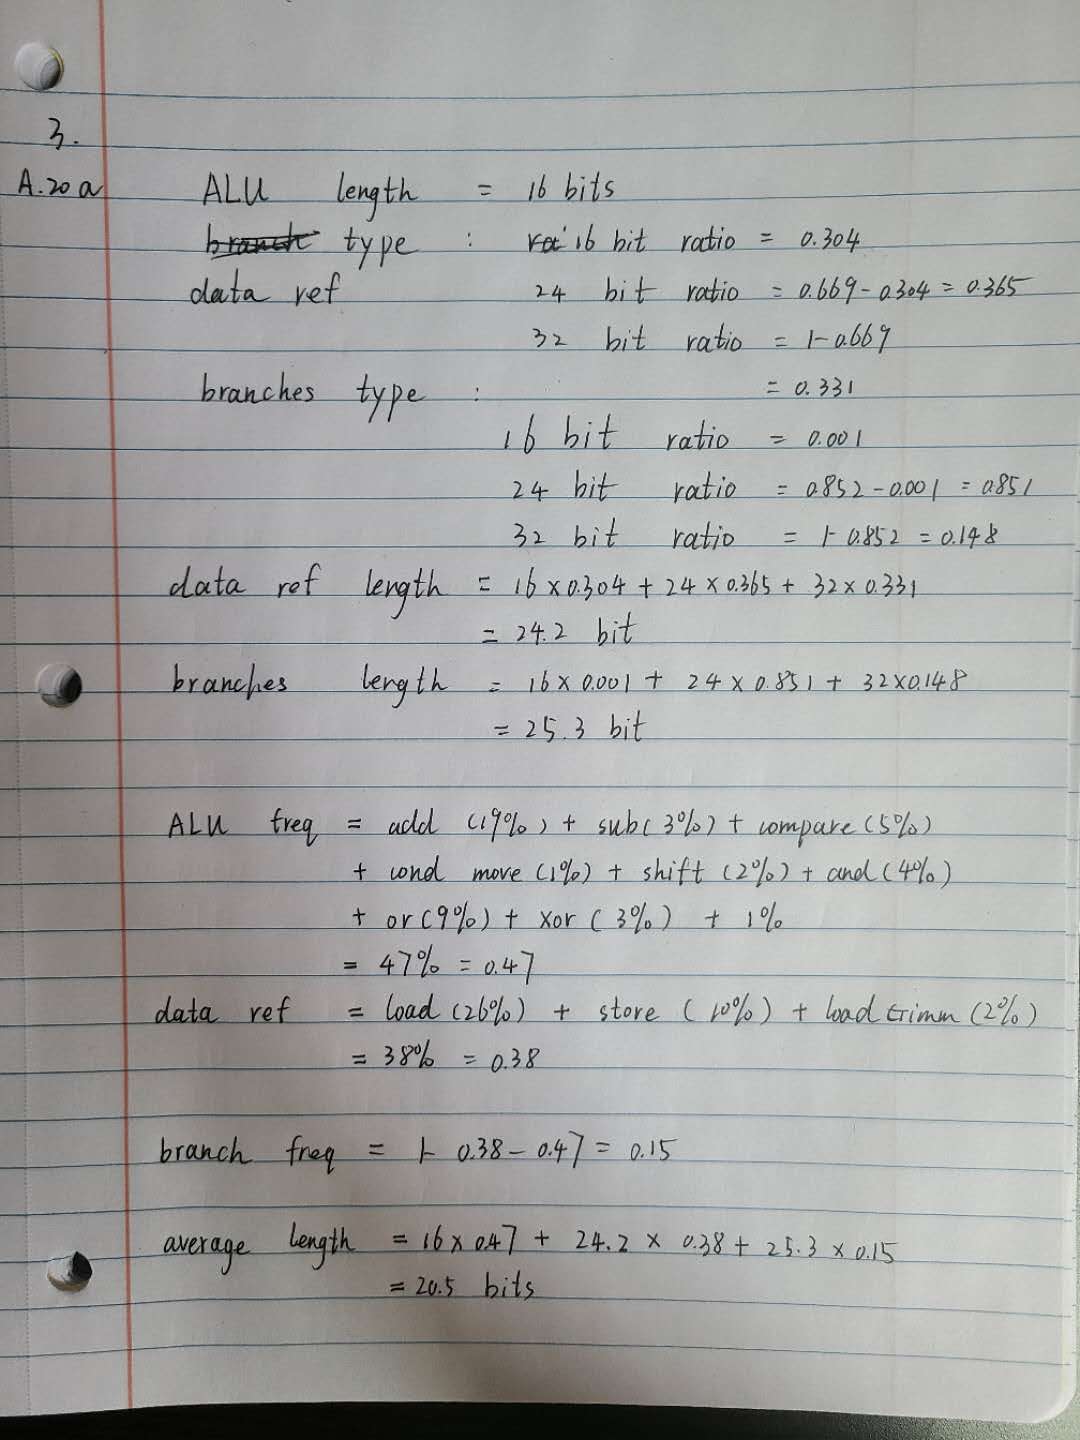 3.
A.20a ALU length = 16 bits
type : 16 bit ratio = 0.304
data ref 24 bit ratio = 0.669 - 0.304 = 0.365
32 bit ratio = 1 - 0.669
branches type : = 0.331
16 bit ratio = 0.001
24 bit ratio = 0.852 - 0.001 = 0.851
32 bit ratio = 1 - 0.852 = 0.148
data ref length = 16 × 0.304 + 24 × 0.365 + 32 × 0.331
= 24.2 bit
branches length = 16 × 0.001 + 24 × 0.851 + 32 × 0.148
= 25.3 bit
ALU freq = add (19%) + sub (3%) + compare (5%)
+ cond move (1%) + shift (2%) + and (4%)
+ or (9%) + xor (3%) + 1%
= 47% = 0.47
data ref = load (26%) + store (10%) + load trimm (2%)
= 38% = 0.38
branch freq = 1 - 0.38 - 0.47 = 0.15
average length = 16 × 0.47 + 24.2 × 0.38 + 25.3 × 0.15
= 20.5 bits